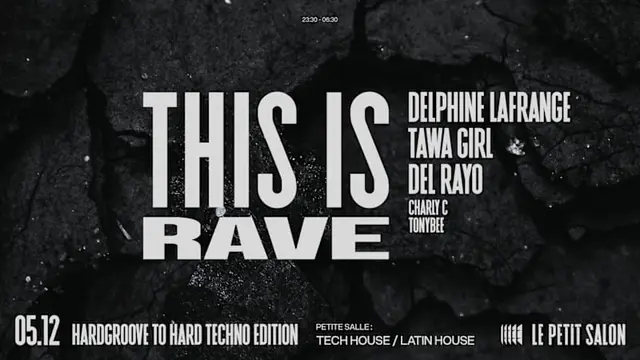 23:30 - 06:30
THIS IS
RAVE
DELPHINE LAFRANGE
TAWA GIRL
DEL RAYO
CHARLY C
TONYBEE
05.12
HARDGROOVE TO HARD TECHNO EDITION
PETITE SALLE :
TECH HOUSE / LATIN HOUSE
LE PETIT SALON